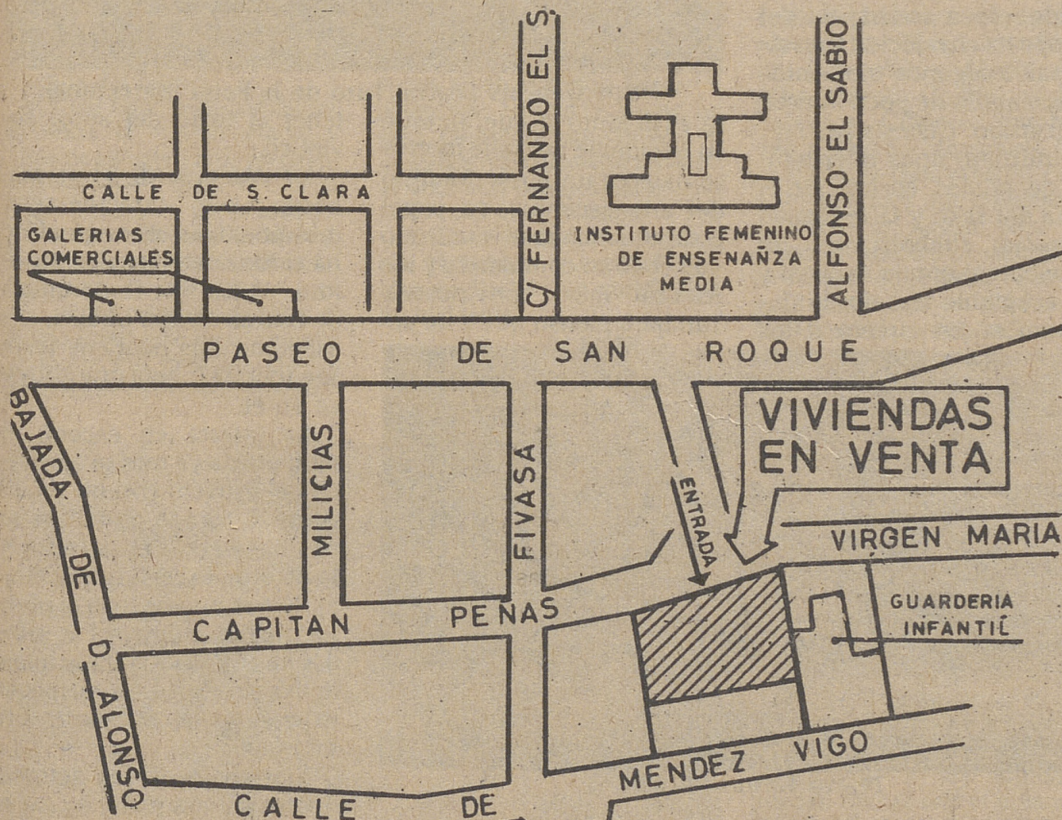 C/ FERNANDO EL S.
ALFONSO EL SABIO
CALLE DE S. CLARA
GALERIAS
COMERCIALES
INSTITUTO FEMENINO
DE ENSENAÑZA
MEDIA
PASEO DE SAN ROQUE
BAJADA DE D. ALONSO
MILICIAS
FIVASA
ENTRADA
VIVIENDAS
EN VENTA
VIRGEN MARIA
CAPITAN PEÑAS
GUARDERIA
INFANTIL
CALLE DE MENDEZ VIGO